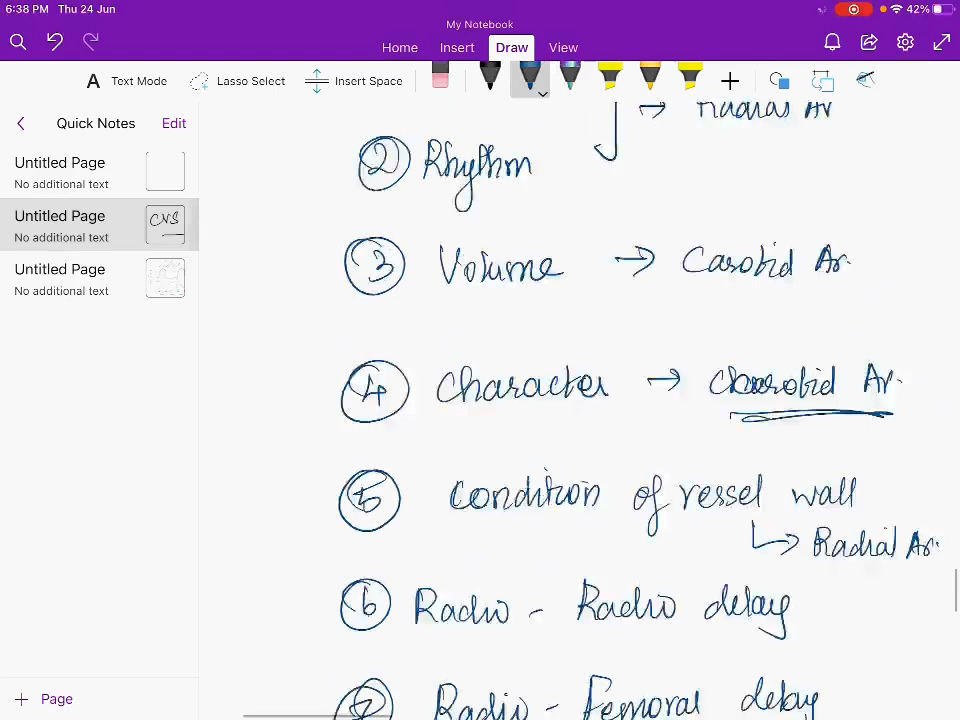 6:38 PM Thu 24 Jun
42%
My Notebook
Home Insert Draw View
Text Mode Lasso Select Insert Space
Quick Notes Edit
Untitled Page
No additional text
Untitled Page
No additional text
CNS
Untitled Page
No additional text
Page
→ Radial Ar
2 Rhythm
3 Volume → Carotid Ar.
4 Character → Carotid Ar.
5 Condition of vessel wall
→ Radial Ar.
6 Radio - Radio delay
7 Radio - Femoral delay